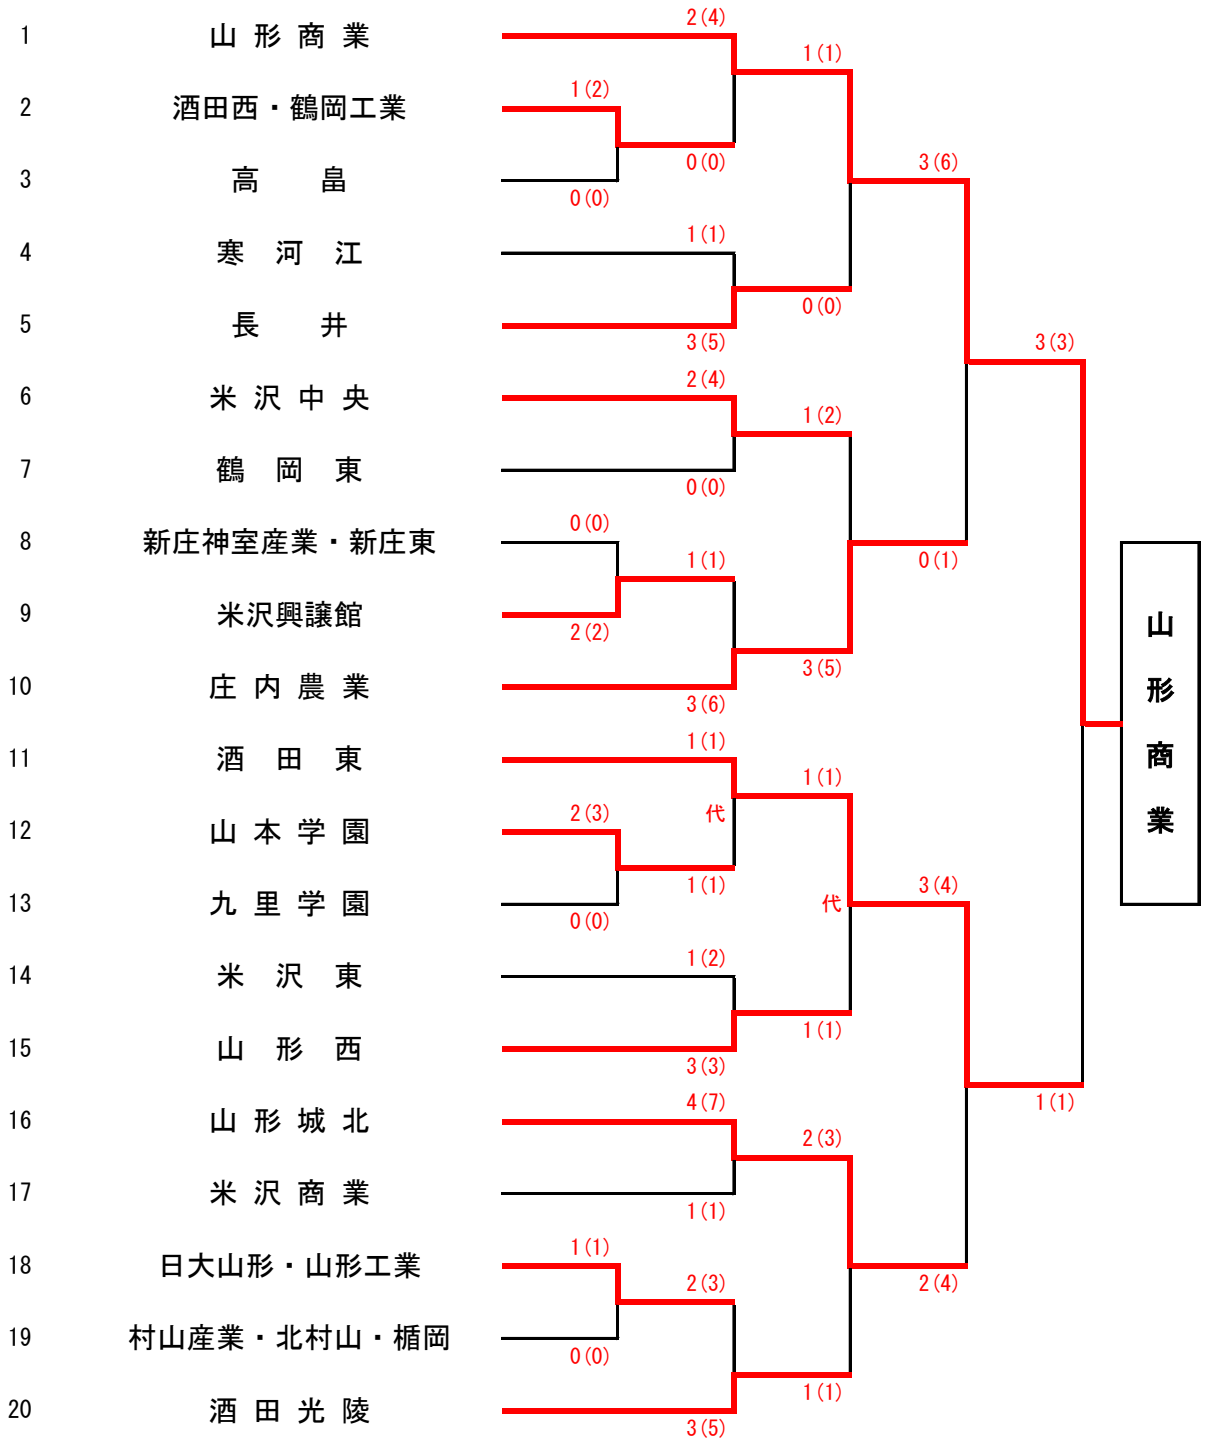 1 山形商業
2 酒田西・鶴岡工業
3 高畠
4 寒河江
5 長井
6 米沢中央
7 鶴岡東
8 新庄神室産業・新庄東
9 米沢興譲館
10 庄内農業
11 酒田東
12 山本学園
13 九里学園
14 米沢東
15 山形西
16 山形城北
17 米沢商業
18 日大山形・山形工業
19 村山産業・北村山・楯岡
20 酒田光陵
1(2)
0(0)
0(0)
2(2)
2(3)
0(0)
1(1)
0(0)
2(4)
0(0)
1(1)
3(5)
2(4)
0(0)
1(1)
3(6)
1(1)
代
1(1)
1(2)
3(3)
4(7)
1(1)
2(3)
3(5)
1(1)
0(0)
1(2)
3(5)
1(1)
代
1(1)
2(3)
1(1)
3(6)
0(1)
3(4)
2(4)
3(3)
1(1)
山形商業